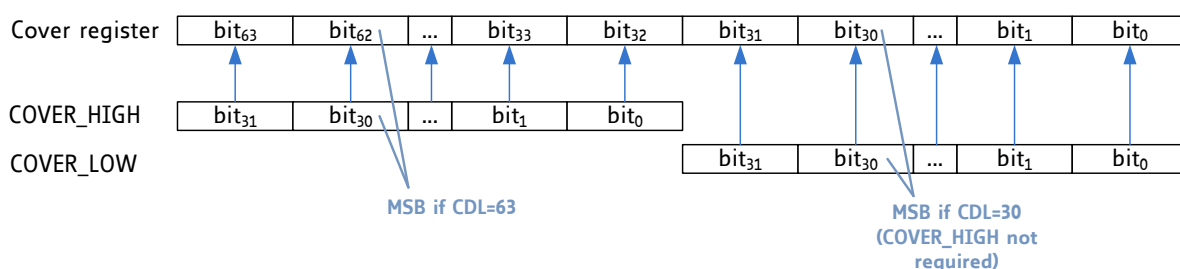 Cover register bit63 bit62 ... bit33 bit32 bit31 bit30 ... bit1 bit0
COVER_HIGH bit31 bit30 ... bit1 bit0
COVER_LOW bit31 bit30 ... bit1 bit0
MSB if CDL=63
MSB if CDL=30
(COVER_HIGH not
required)